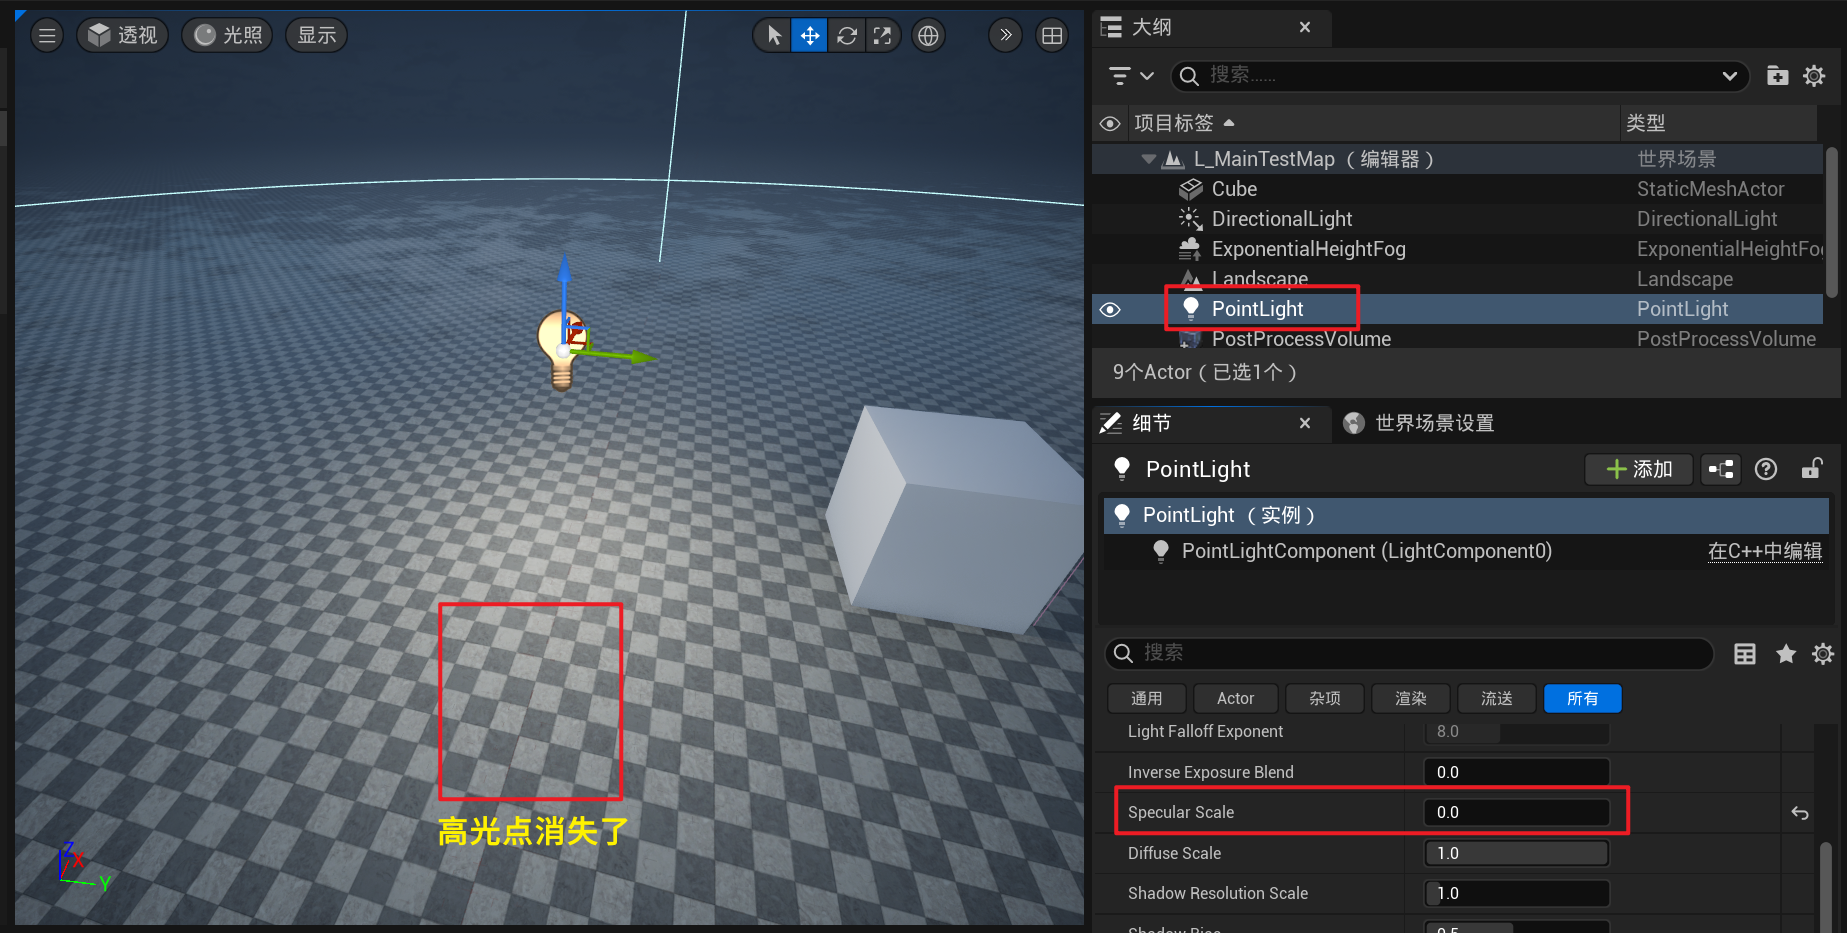 透视
光照
显示
Z
X
Y
高光点消失了
大纲
搜索......
项目标签
类型
L_MainTestMap（编辑器）
世界场景
Cube
StaticMeshActor
DirectionalLight
DirectionalLight
ExponentialHeightFog
ExponentialHeightFo
Landscape
Landscape
PointLight
PointLight
PostProcessVolume
PostProcessVolume
9个Actor（已选1个）
细节
世界场景设置
PointLight
添加
PointLight（实例）
PointLightComponent (LightComponent0)
在C++中编辑
搜索
通用
Actor
杂项
渲染
流送
所有
Light Falloff Exponent
8.0
Inverse Exposure Blend
0.0
Specular Scale
0.0
Diffuse Scale
1.0
Shadow Resolution Scale
1.0
Shadow Bias
0.5